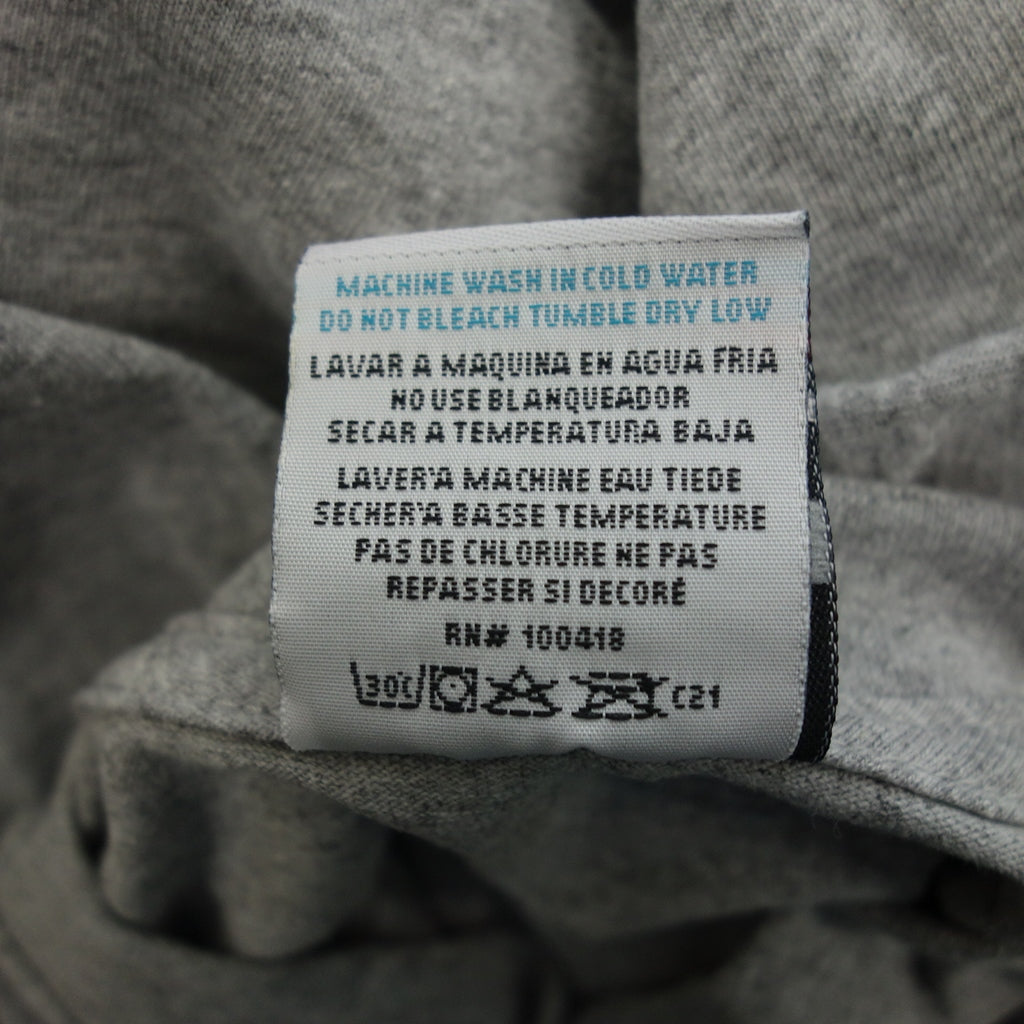 MACHINE WASH IN COLD WATER
DO NOT BLEACH TUMBLE DRY LOW
LAVAR A MAQUINA EN AGUA FRIA
NO USE BLANQUEADOR
SECAR A TEMPERATURA BAJA
LAVER'A MACHINE EAU TIEDE
SECHER'A BASSE TEMPERATURE
PAS DE CHLORURE NE PAS
REPASSER SI DECORÉ
RN# 100418
30C C21